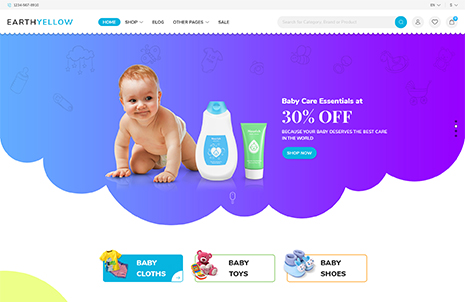 1234-567-8910
EN
$
EARTHYELLOW
HOME
SHOP
BLOG
OTHER PAGES
SALE
Search for Category, Brand or Product
Baby Care Essentials at
30% OFF
BECAUSE YOUR BABY DESERVES THE BEST CARE
IN THE WORLD
SHOP NOW
BABY
CLOTHS
BABY
TOYS
BABY
SHOES